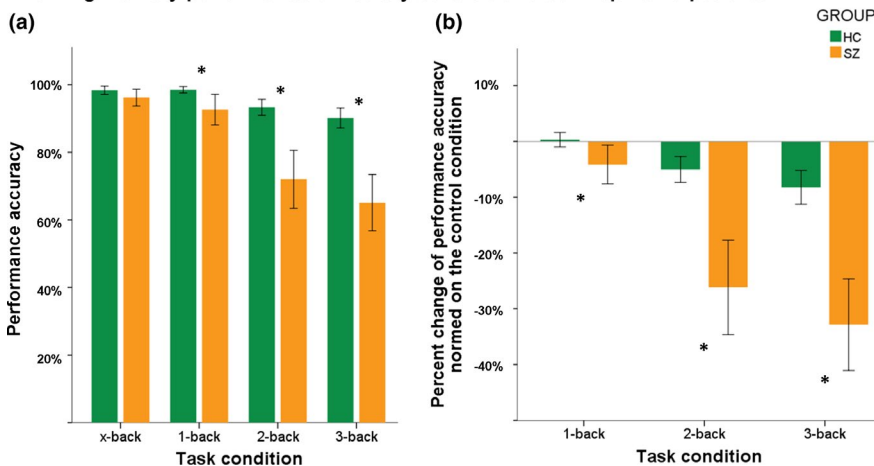 (a)
Performance accuracy
100%
80%
60%
40%
20%
*
*
*
x-back 1-back 2-back 3-back
Task condition
(b)
GROUP
HC
SZ
Percent change of performance accuracy
normed on the control condition
10%
-10%
-20%
-30%
-40%
*
*
*
1-back 2-back 3-back
Task condition